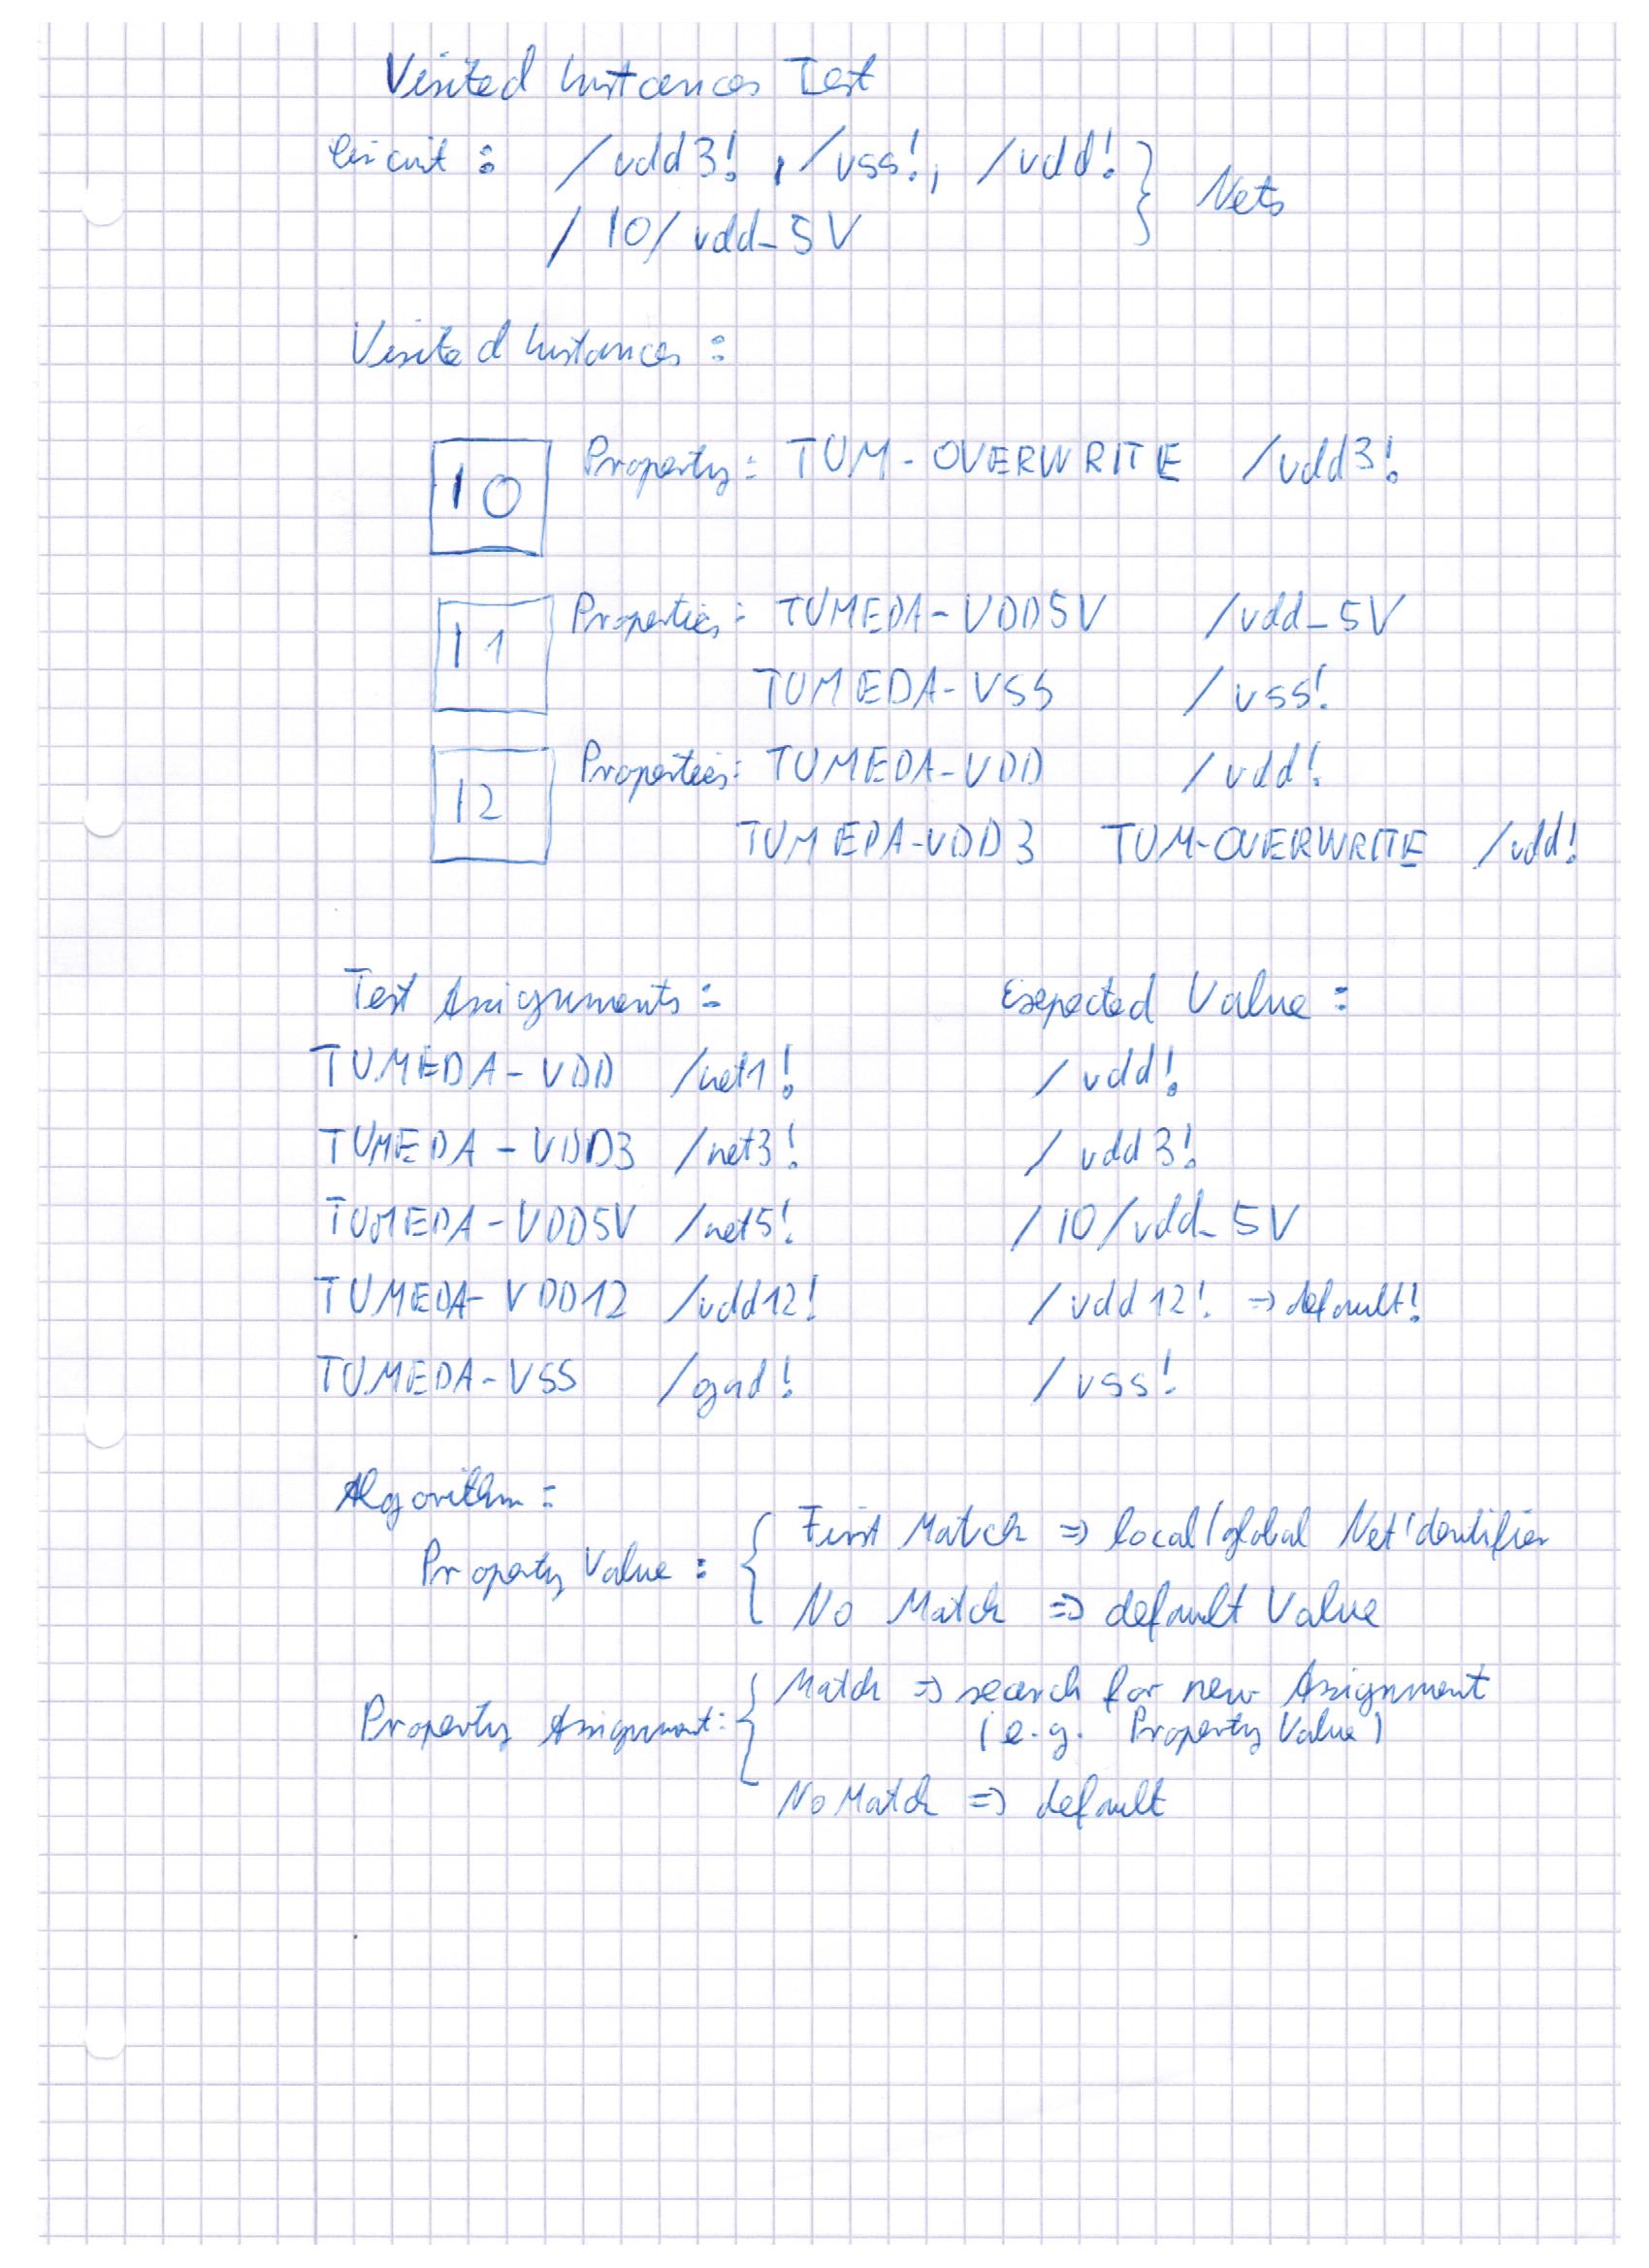 Visited Instances Test
Circuit : /vdd3! , /vss!, /vdd! } Nets
/I0/vdd_5V
Visited Instances :
I0 Property: TUM-OVERWRITE /vdd3!
I1 Properties: TUMEDA-VDD5V /vdd_5V
TUMEDA-VSS /vss!
I2 Properties: TUMEDA-VDD /vdd!
TUMEDA-VDD3 TUM-OVERWRITE /vdd!
Test Assignments : Expected Value :
TUMEDA-VDD /net1! /vdd!
TUMEDA-VDD3 /net3! /vdd3!
TUMEDA-VDD5V /net5! /I0/vdd_5V
TUMEDA-VDD12 /vdd12! /vdd12! => default!
TUMEDA-VSS /gnd! /vss!
Algorithm :
Property Value : { First Match => local/global Net Identifier
No Match => default Value
Property Assignment: { Match => search for new Assignment
(e.g. Property Value)
No Match => default